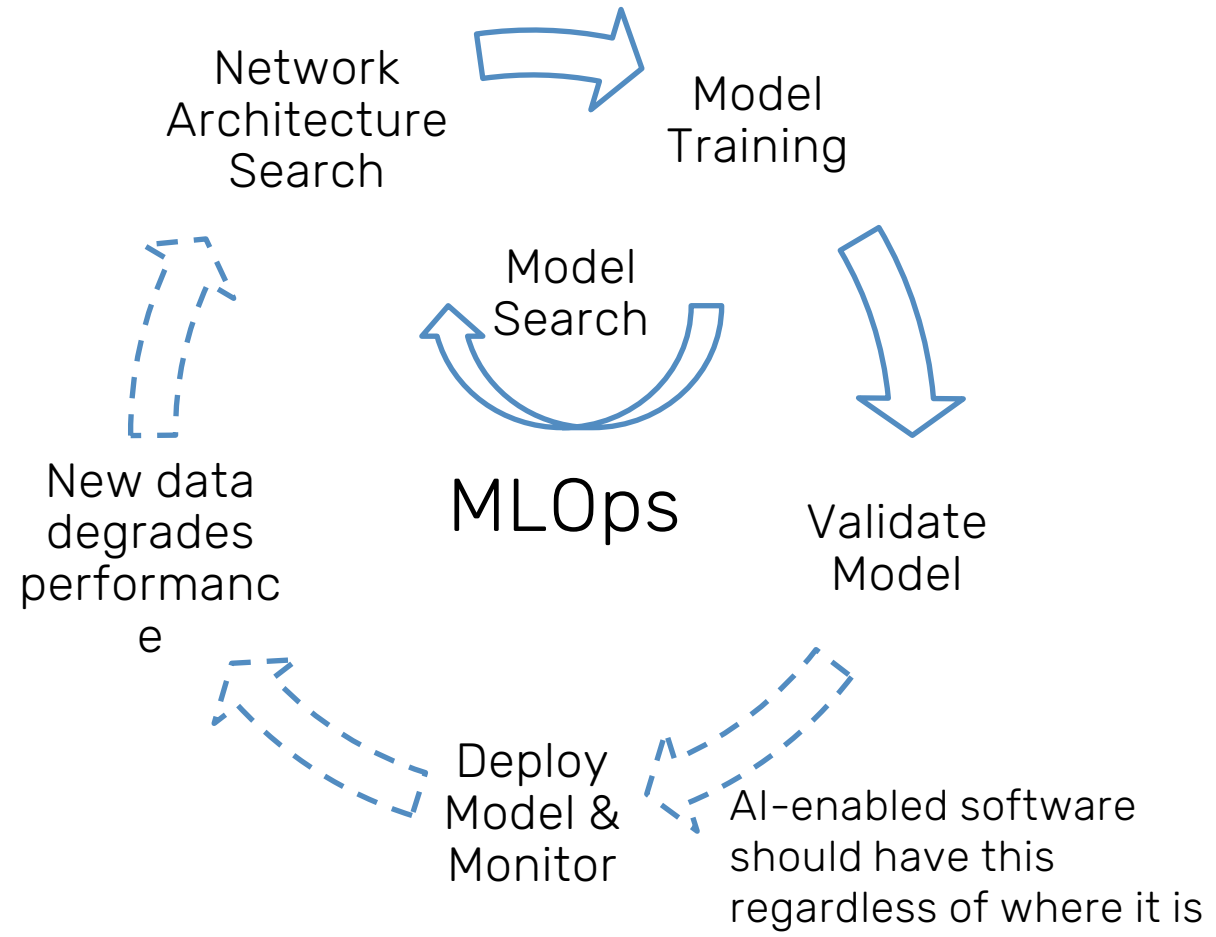 Network
Architecture
Search
Model
Training
Model
Search
MLOps
Validate
Model
New data
degrades
performanc
e
Deploy
Model &
Monitor
AI-enabled software
should have this
regardless of where it is